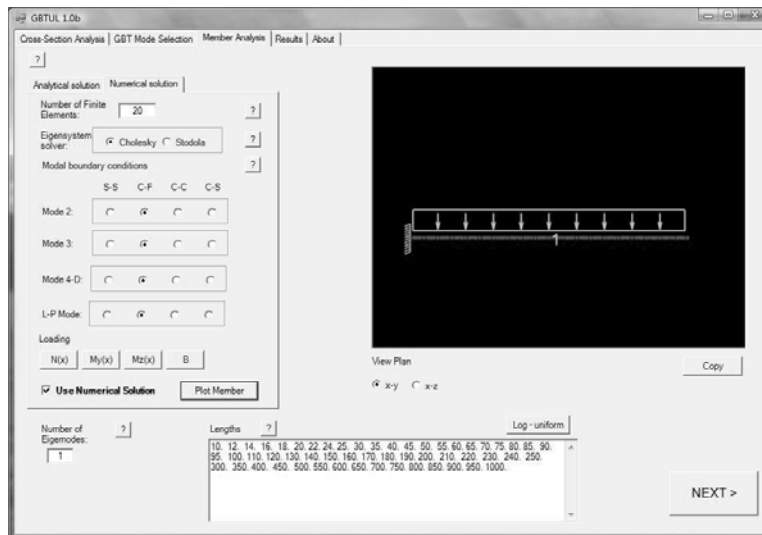 GBTUL 1.0b
Cross-Section Analysis GBT Mode Selection Member Analysis Results About
?
Analytical solution Numerical solution
Number of Finite Elements: 20 ?
Eigensystem solver: Cholesky Stodola ?
Modal boundary conditions ?
S-S C-F C-C C-S
Mode 2:
Mode 3:
Mode 4-D:
L-P Mode:
Loading
N(x) My(x) Mz(x) B
Use Numerical Solution Plot Member
1
View Plan
x-y x-z
Copy
Number of Eigemodes: ?
1
Lengths ? Log - uniform
10. 12. 14. 16. 18. 20. 22. 24. 25. 30. 35. 40. 45. 50. 55. 60. 65. 70. 75. 80. 85. 90.
95. 100. 110. 120. 130. 140. 150. 160. 170. 180. 190. 200. 210. 220. 230. 240. 250.
300. 350. 400. 450. 500. 550. 600. 650. 700. 750. 800. 850. 900. 950. 1000.
NEXT >